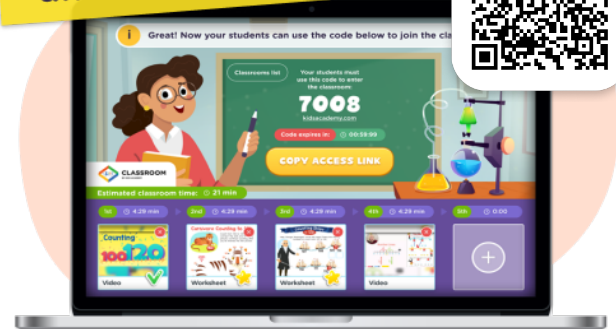 Great! Now your students can use the code below to join the cla
Classrooms list
Your students must
use this code to enter
the classroom:
7008
kidsacademy.com
Code expires in:
00:59:99
COPY ACCESS LINK
CLASSROOM
Estimated classroom time: 21 min
1st 4:29 min
2nd 4:29 min
3rd 4:29 min
4th 4:29 min
5th 0:00
Counting
100
120
Video
Worksheet
Worksheet
Video